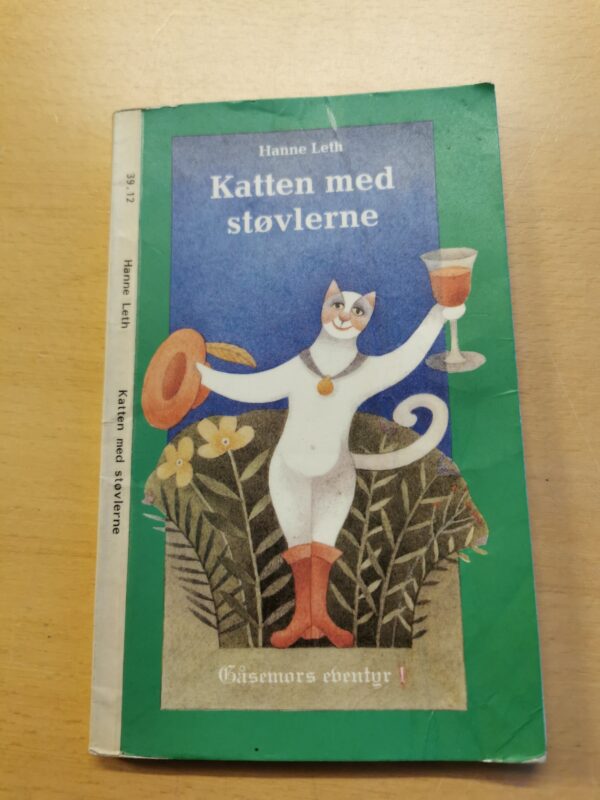 Hanne Leth
Katten med
støvlerne
Gåsemors eventyr 1
39.12 Hanne Leth Katten med støvlerne